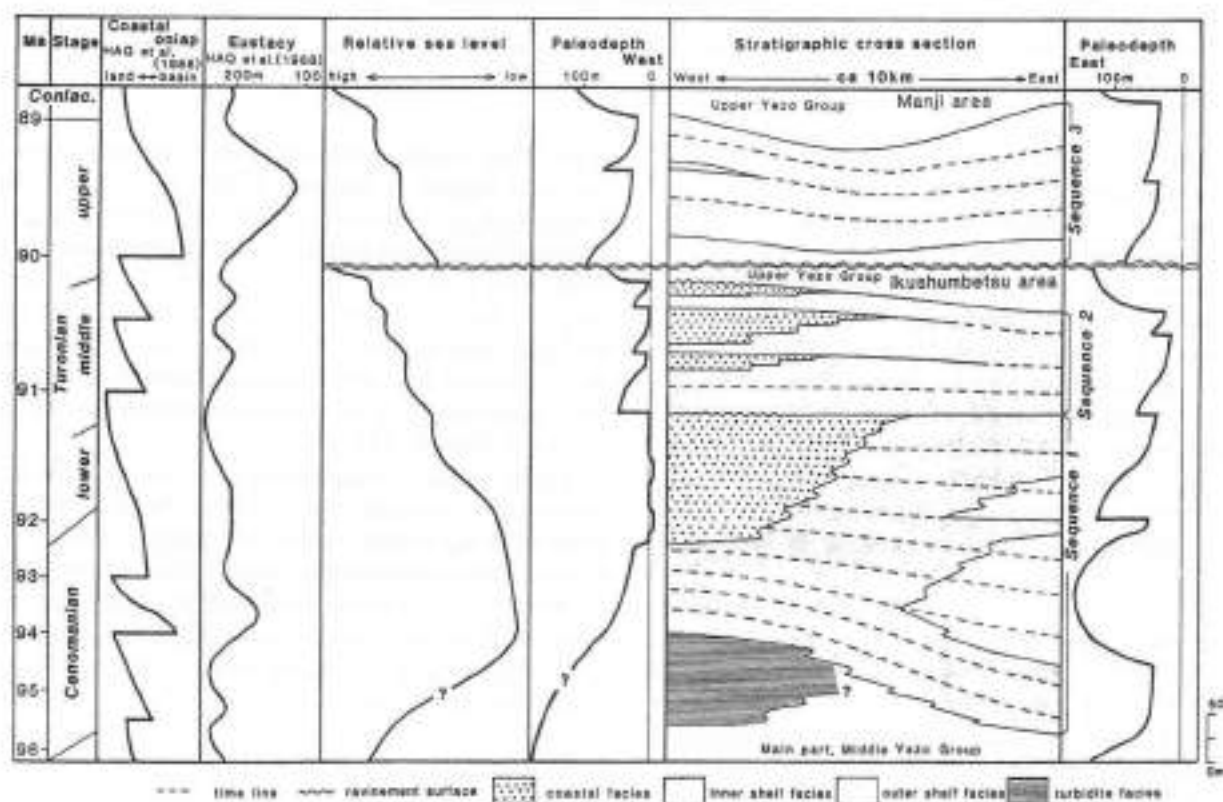 Ma
Stage
Coastal onlap
HAQ et al. (1988)
land basin
Eustacy
HAQ et al. (1988)
200m 100
Relative sea level
high low
Paleodepth
West
100m 0
Stratigraphic cross section
West ca 10km East
Paleodepth
East
100m 0
Coniac.
89
90
91
92
93
94
95
96
upper
middle
lower
Turonian
Cenomanian
Upper Yezo Group
Manji area
Sequence 3
Upper Yezo Group
Ikushumbetsu area
Sequence 2
Sequence 1
?
?
?
Main part, Middle Yezo Group
0m
time line
ravinement surface
coastal facies
inner shelf facies
outer shelf facies
turbidite facies